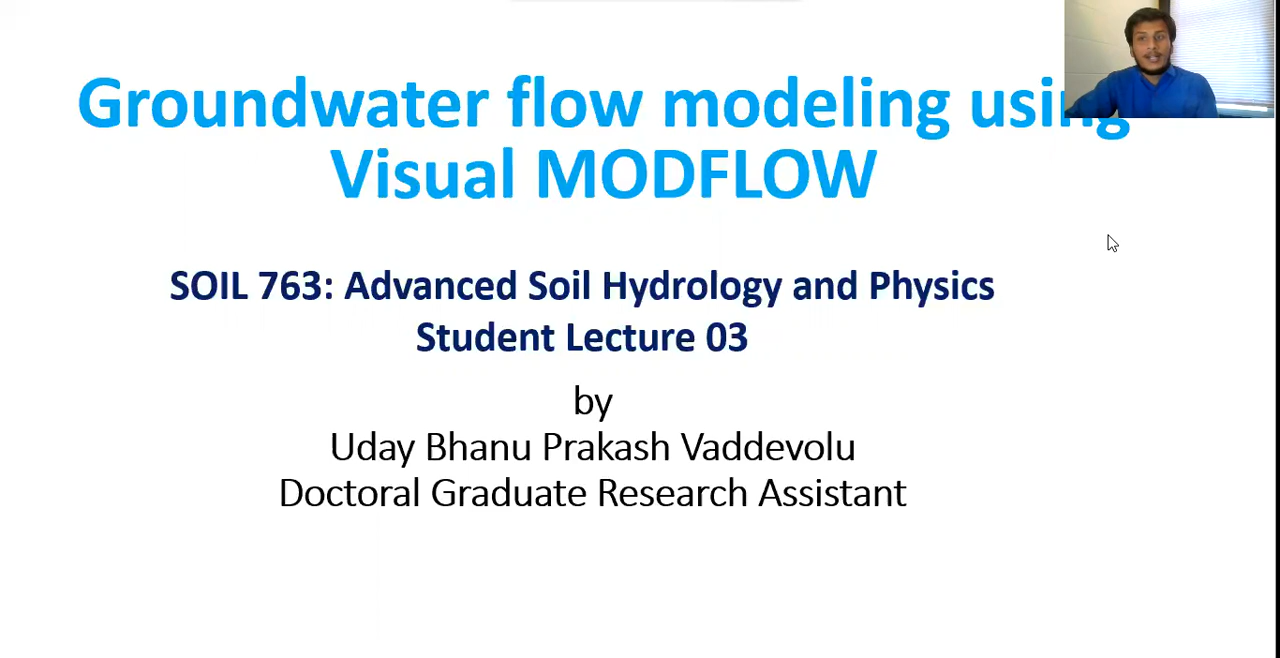 Groundwater flow modeling using
Visual MODFLOW
SOIL 763: Advanced Soil Hydrology and Physics
Student Lecture 03
by
Uday Bhanu Prakash Vaddevolu
Doctoral Graduate Research Assistant